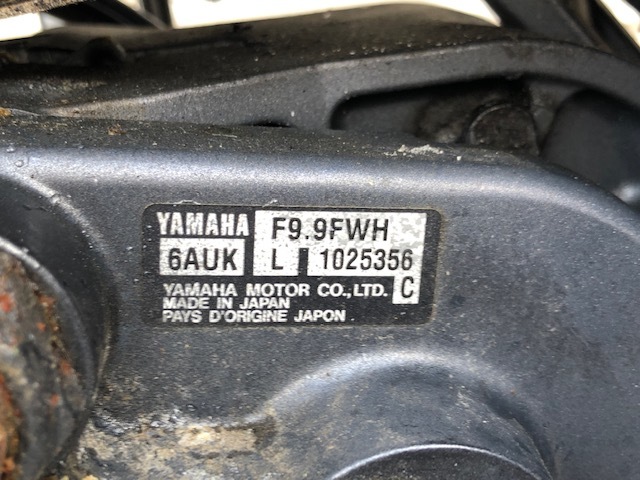 YAMAHA F9.9FWH
6AUK L 1025356
YAMAHA MOTOR CO.,LTD. C
MADE IN JAPAN
PAYS D'ORIGINE JAPON